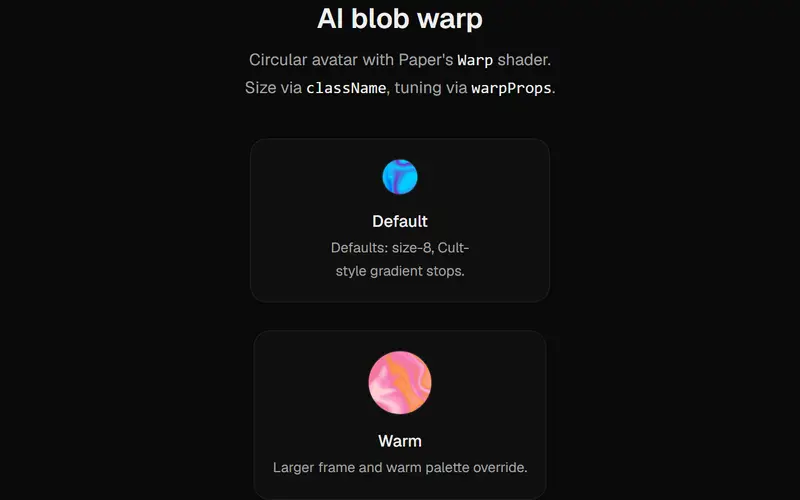 AI blob warp
Circular avatar with Paper's Warp shader.
Size via className, tuning via warpProps.
Default
Defaults: size-8, Cult-
style gradient stops.
Warm
Larger frame and warm palette override.